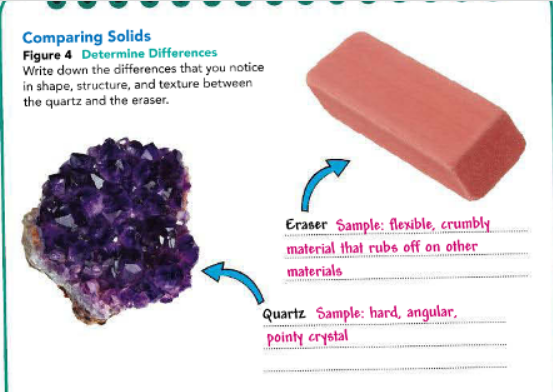 Comparing Solids
Figure 4 Determine Differences
Write down the differences that you notice
in shape, structure, and texture between
the quartz and the eraser.
Eraser Sample: flexible, crumbly
material that rubs off on other
materials
Quartz Sample: hard, angular,
pointy crystal